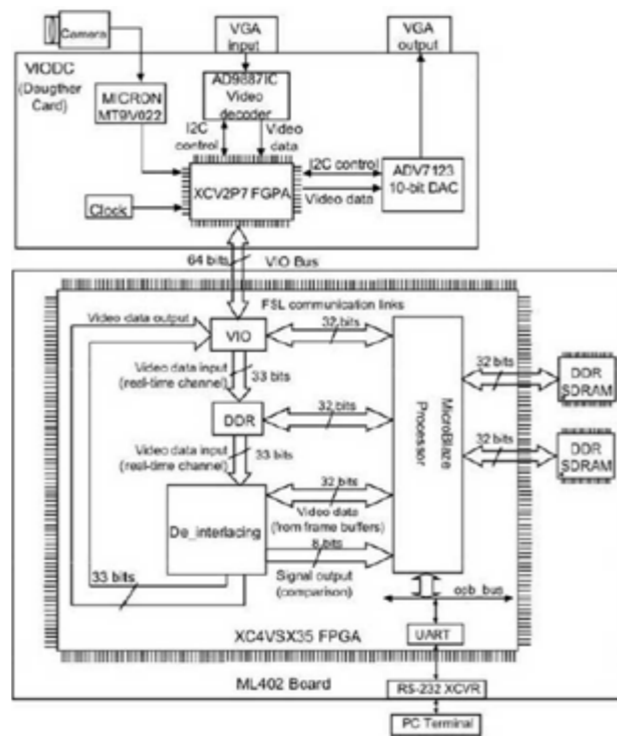 Camera
VGA
input
VGA
output
VIODC
(Daugther
Card)
MICRON
MT9V022
AD9887IC
Video
decoder
I2C
control
Video
data
XCV2P7 FGPA
I2C control
Video data
ADV7123
10-bit DAC
Clock
64 bits
VIO Bus
FSL communication links
Video data output
VIO
32 bits
Video data input
(real-time channel)
33 bits
DDR
32 bits
Video data input
(real-time channel)
33 bits
MicroBlaze
Processor
32 bits
DDR
SDRAM
32 bits
DDR
SDRAM
De_interlacing
32 bits
Video data
(from frame buffers)
8 bits
Signal output
(comparison)
33 bits
opb_bus
UART
XC4VSX35 FPGA
ML402 Board
RS-232 XCVR
PC Terminal